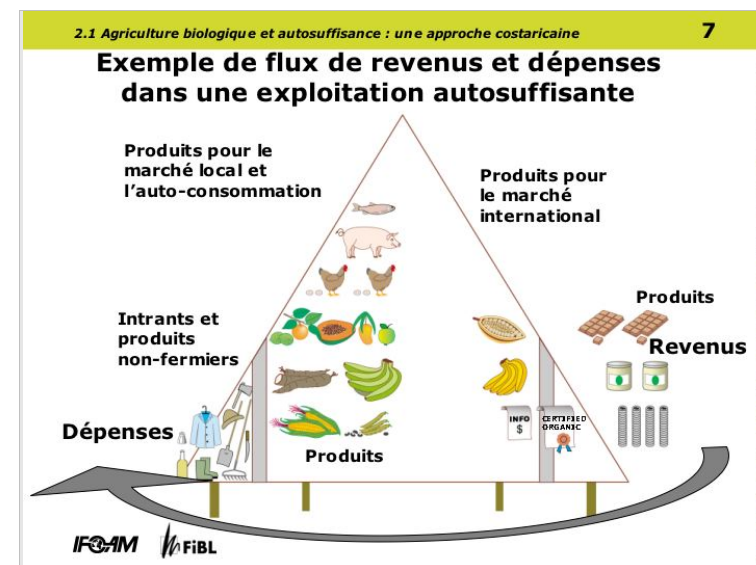 2.1 Agriculture biologique et autosuffisance : une approche costaricaine
7
Exemple de flux de revenus et dépenses
dans une exploitation autosuffisante
Produits pour le
marché local et
l'auto-consommation
Produits pour
le marché
international
Intrants et
produits
non-fermiers
Produits
Revenus
Dépenses
INFO
$
CERTIFIED
ORGANIC
Produits
IFOAM
FiBL